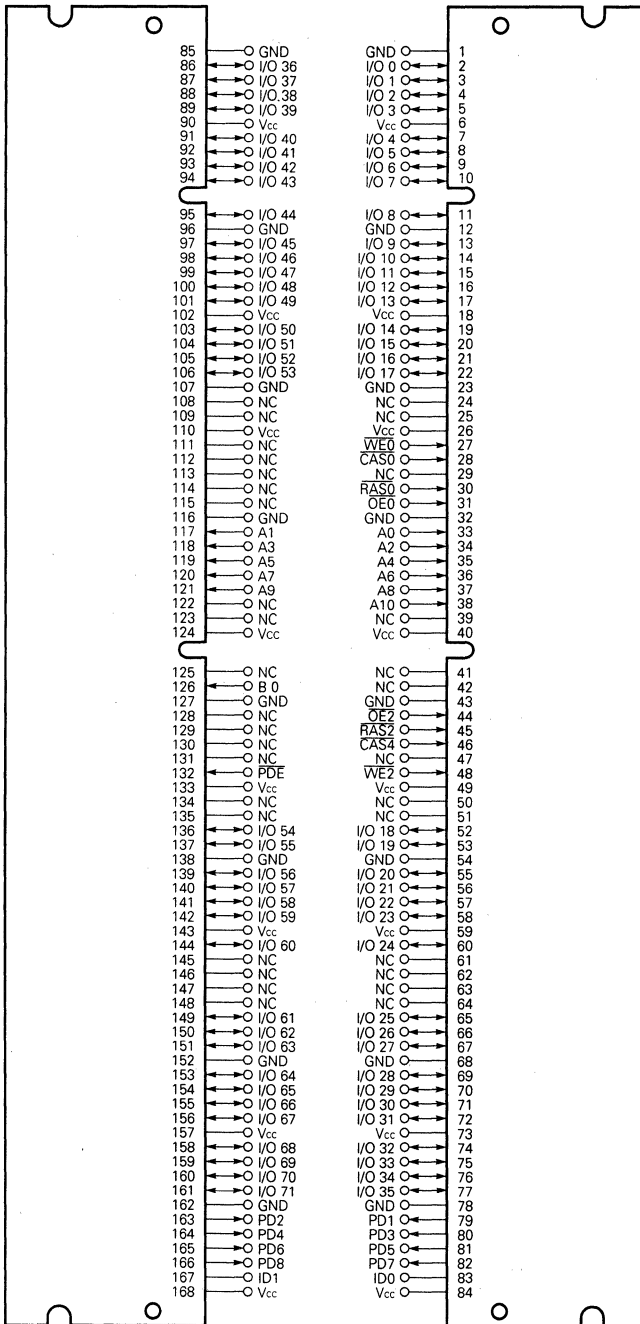 85 GND GND 1
86 I/O 36 I/O 0 2
87 I/O 37 I/O 1 3
88 I/O.38 I/O 2 4
89 I/O 39 I/O 3 5
90 Vcc Vcc 6
91 I/O 40 I/O 4 7
92 I/O 41 I/O 5 8
93 I/O 42 I/O 6 9
94 I/O 43 I/O 7 10
95 I/O 44 I/O 8 11
96 GND GND 12
97 I/O 45 I/O 9 13
98 I/O 46 I/O 10 14
99 I/O 47 I/O 11 15
100 I/O 48 I/O 12 16
101 I/O 49 I/O 13 17
102 Vcc Vcc 18
103 I/O 50 I/O 14 19
104 I/O 51 I/O 15 20
105 I/O 52 I/O 16 21
106 I/O 53 I/O 17 22
107 GND GND 23
108 NC NC 24
109 NC NC 25
110 Vcc Vcc 26
111 NC W̅E̅0̅ 27
112 NC C̅A̅S̅0̅ 28
113 NC NC 29
114 NC R̅A̅S̅0̅ 30
115 NC O̅E̅0̅ 31
116 GND GND 32
117 A1 A0 33
118 A3 A2 34
119 A5 A4 35
120 A7 A6 36
121 A9 A8 37
122 NC A10 38
123 NC NC 39
124 Vcc Vcc 40
125 NC NC 41
126 B 0 NC 42
127 GND GND 43
128 NC O̅E̅2̅ 44
129 NC R̅A̅S̅2̅ 45
130 NC C̅A̅S̅4̅ 46
131 NC NC 47
132 P̅D̅E̅ W̅E̅2̅ 48
133 Vcc Vcc 49
134 NC NC 50
135 NC NC 51
136 I/O 54 I/O 18 52
137 I/O 55 I/O 19 53
138 GND GND 54
139 I/O 56 I/O 20 55
140 I/O 57 I/O 21 56
141 I/O 58 I/O 22 57
142 I/O 59 I/O 23 58
143 Vcc Vcc 59
144 I/O 60 I/O 24 60
145 NC NC 61
146 NC NC 62
147 NC NC 63
148 NC NC 64
149 I/O 61 I/O 25 65
150 I/O 62 I/O 26 66
151 I/O 63 I/O 27 67
152 GND GND 68
153 I/O 64 I/O 28 69
154 I/O 65 I/O 29 70
155 I/O 66 I/O 30 71
156 I/O 67 I/O 31 72
157 Vcc Vcc 73
158 I/O 68 I/O 32 74
159 I/O 69 I/O 33 75
160 I/O 70 I/O 34 76
161 I/O 71 I/O 35 77
162 GND GND 78
163 PD2 PD1 79
164 PD4 PD3 80
165 PD6 PD5 81
166 PD8 PD7 82
167 ID1 ID0 83
168 Vcc Vcc 84